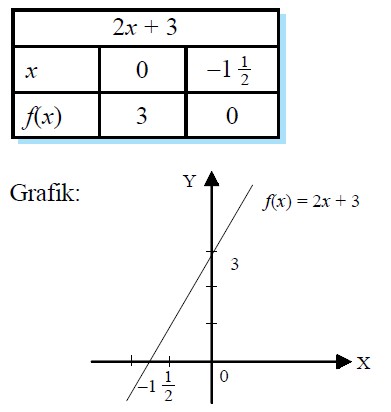 2x + 3
x 0 −1 1/2
f(x) 3 0
Grafik:
Y
f(x) = 2x + 3
3
X
−1 1/2
0